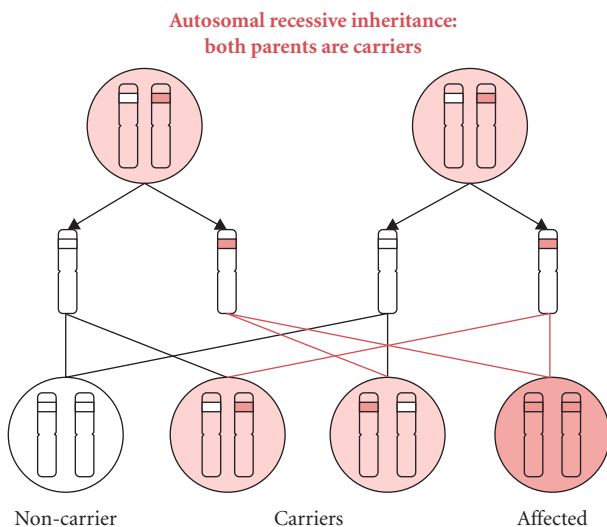 Autosomal recessive inheritance:
both parents are carriers
Non-carrier
Carriers
Affected